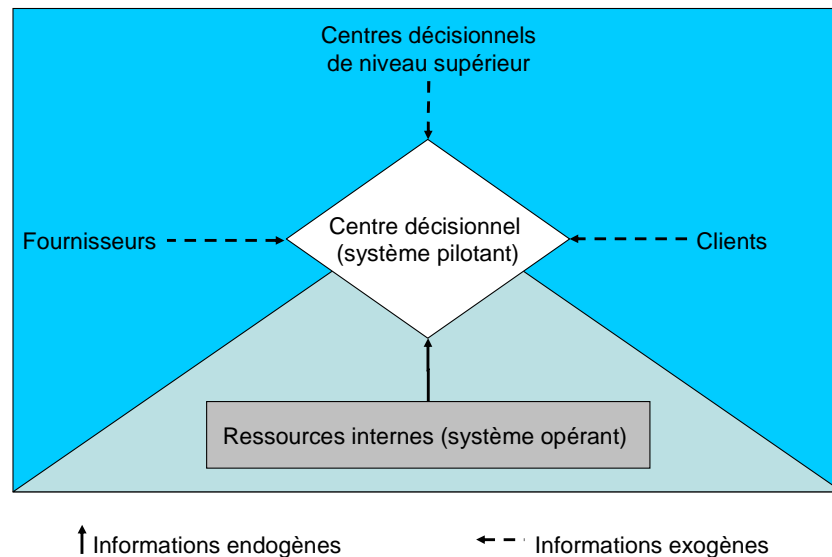 Centres décisionnels
de niveau supérieur
Fournisseurs
Centre décisionnel
(système pilotant)
Clients
Ressources internes (système opérant)
Informations endogènes
Informations exogènes